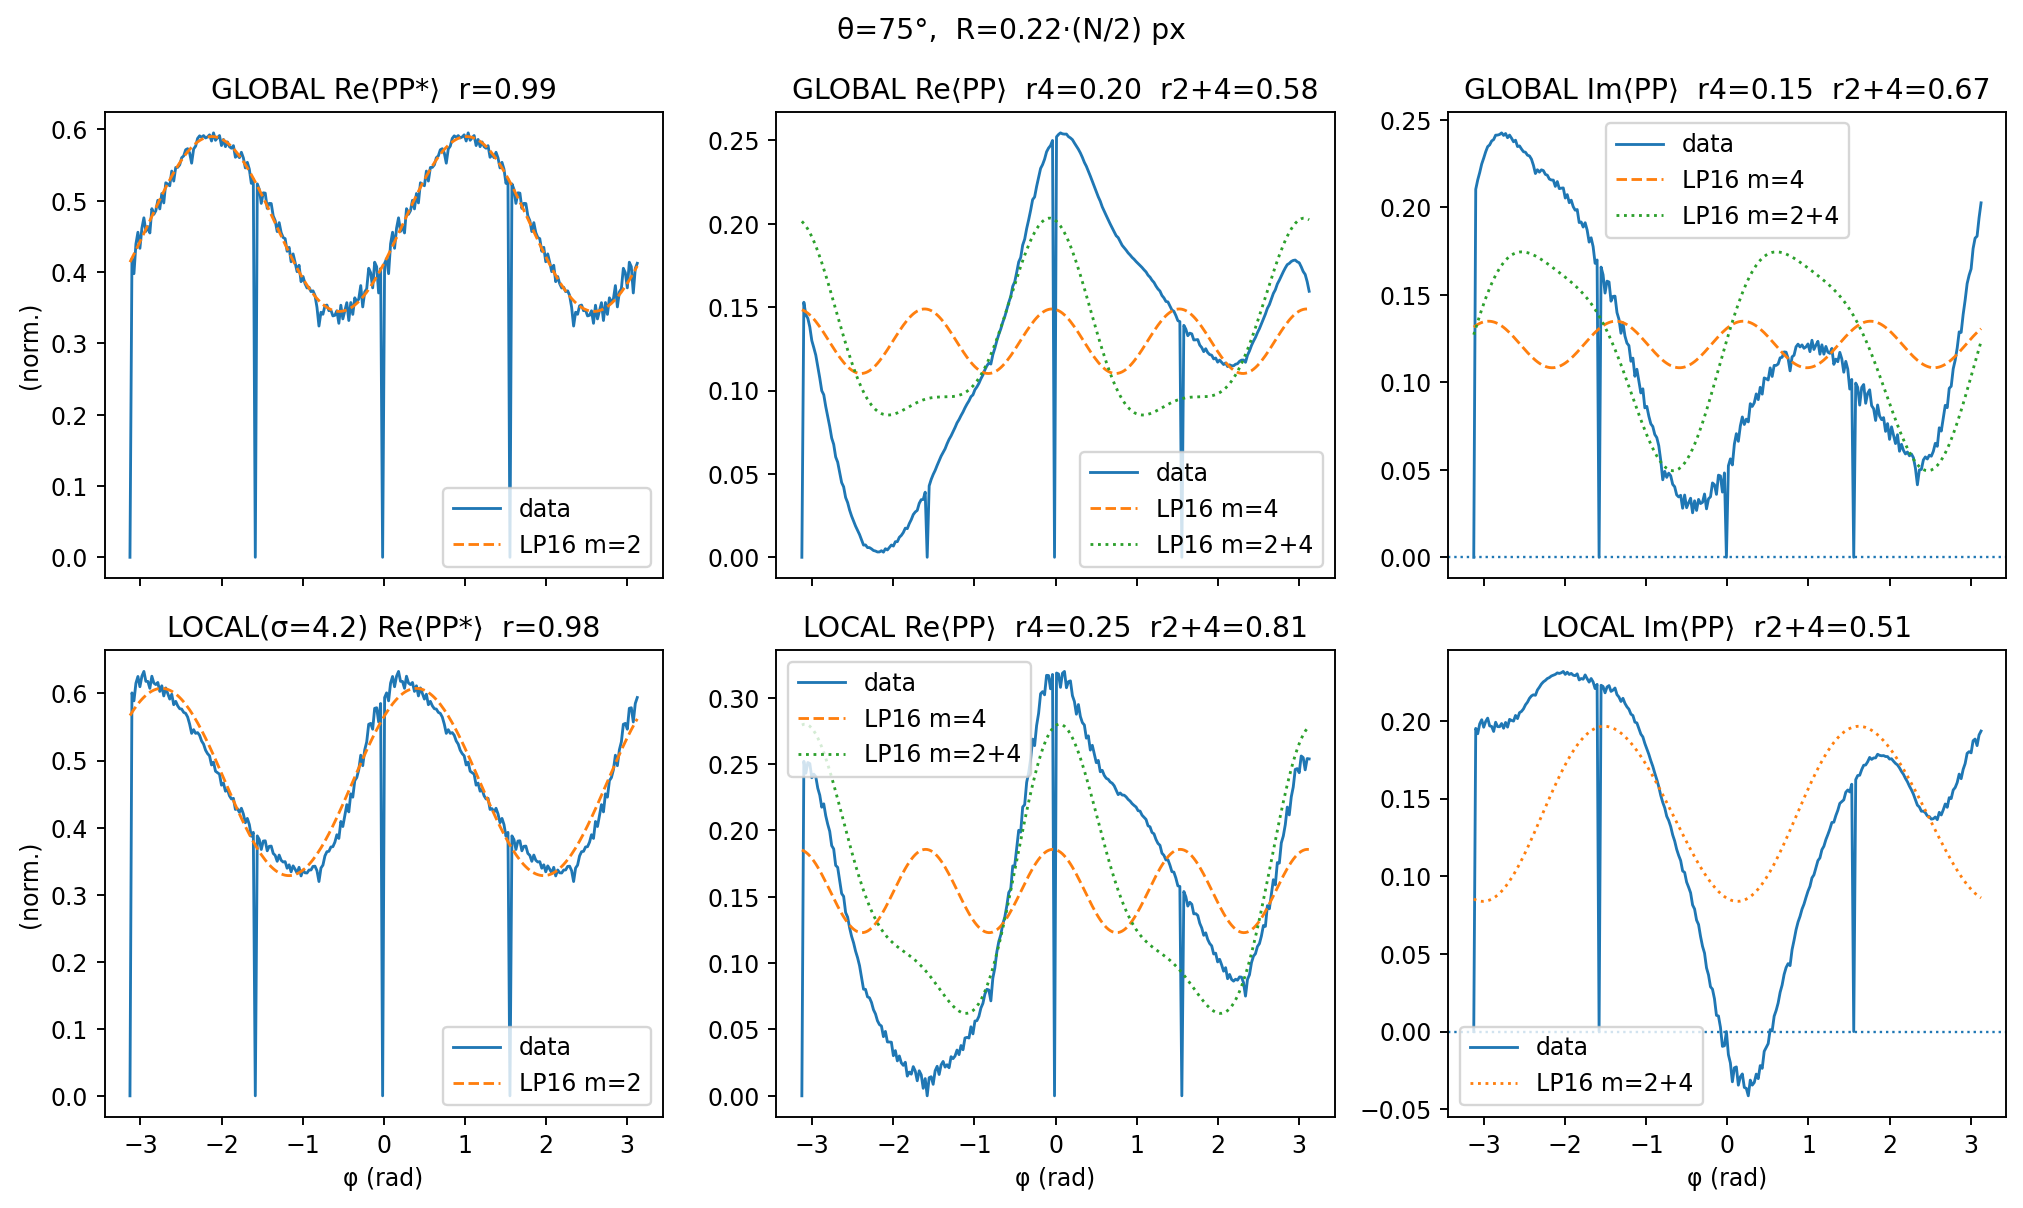 θ=75°,  R=0.22·(N/2) px
GLOBAL Re⟨PP*⟩  r=0.99
GLOBAL Re⟨PP⟩  r4=0.20  r2+4=0.58
GLOBAL Im⟨PP⟩  r4=0.15  r2+4=0.67
0.6
0.5
0.4
0.3
0.2
0.1
0.0
(norm.)
data
LP16 m=2
0.25
0.20
0.15
0.10
0.05
0.00
data
LP16 m=4
LP16 m=2+4
0.25
0.20
0.15
0.10
0.05
0.00
data
LP16 m=4
LP16 m=2+4
LOCAL(σ=4.2) Re⟨PP*⟩  r=0.98
LOCAL Re⟨PP⟩  r4=0.25  r2+4=0.81
LOCAL Im⟨PP⟩  r2+4=0.51
0.6
0.5
0.4
0.3
0.2
0.1
0.0
(norm.)
data
LP16 m=2
−3 −2 −1 0 1 2 3
φ (rad)
0.30
0.25
0.20
0.15
0.10
0.05
0.00
data
LP16 m=4
LP16 m=2+4
−3 −2 −1 0 1 2 3
φ (rad)
0.20
0.15
0.10
0.05
0.00
−0.05
data
LP16 m=2+4
−3 −2 −1 0 1 2 3
φ (rad)